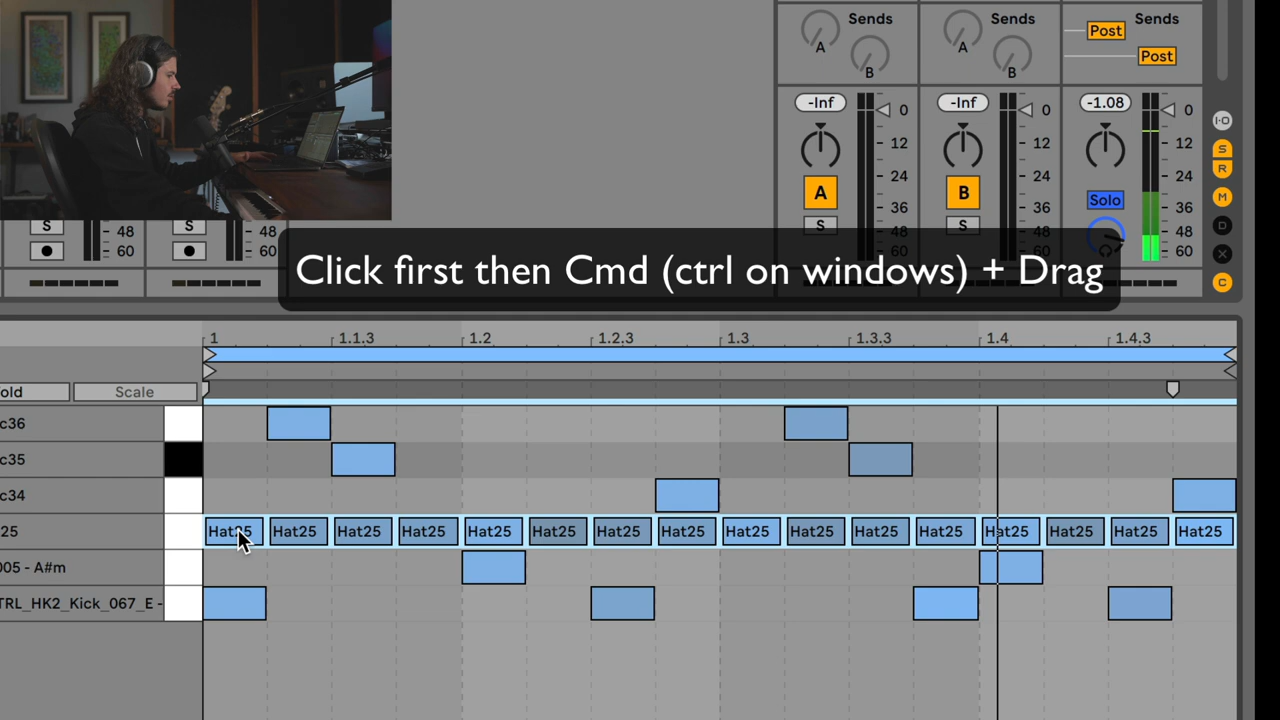 Sends Sends Sends
Post
Post
A B A B
-Inf -Inf -1.08
0 0 0
12 12 12
24 24 24
A B Solo
36 36 36
S S 48 48 48
60 60 60
S S 48 48
60 60
I·O
S
R
M
D
X
C
Click first then Cmd (ctrl on windows) + Drag
1 1.1.3 1.2 1.2.3 1.3 1.3.3 1.4 1.4.3
old Scale
c36
c35
c34
25 Hat25 Hat25 Hat25 Hat25 Hat25 Hat25 Hat25 Hat25 Hat25 Hat25 Hat25 Hat25 Hat25 Hat25 Hat25 Hat25
005 - A#m
TRL_HK2_Kick_067_E -